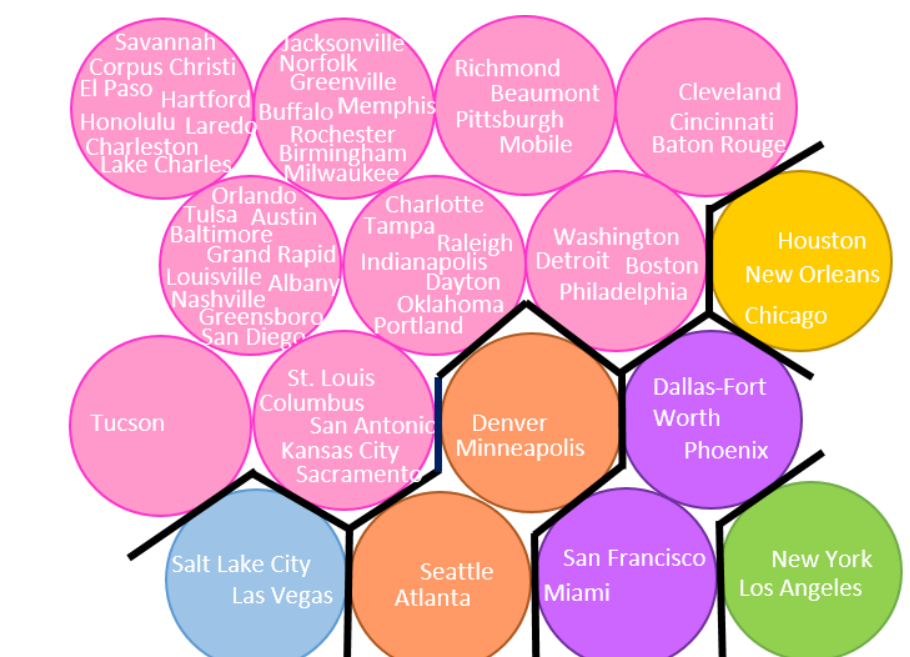 Savannah
Corpus Christi
El Paso
Hartford
Honolulu
Laredo
Charleston
Lake Charles
Jacksonville
Norfolk
Greenville
Buffalo
Memphis
Rochester
Birmingham
Milwaukee
Richmond
Beaumont
Pittsburgh
Mobile
Cleveland
Cincinnati
Baton Rouge
Orlando
Tulsa
Austin
Baltimore
Grand Rapid
Louisville
Albany
Nashville
Greensboro
San Diego
Charlotte
Tampa
Raleigh
Indianapolis
Dayton
Oklahoma
Portland
Washington
Detroit
Boston
Philadelphia
Houston
New Orleans
Chicago
Tucson
St. Louis
Columbus
San Antonio
Kansas City
Sacramento
Denver
Minneapolis
Dallas-Fort
Worth
Phoenix
Salt Lake City
Las Vegas
Seattle
Atlanta
San Francisco
Miami
New York
Los Angeles